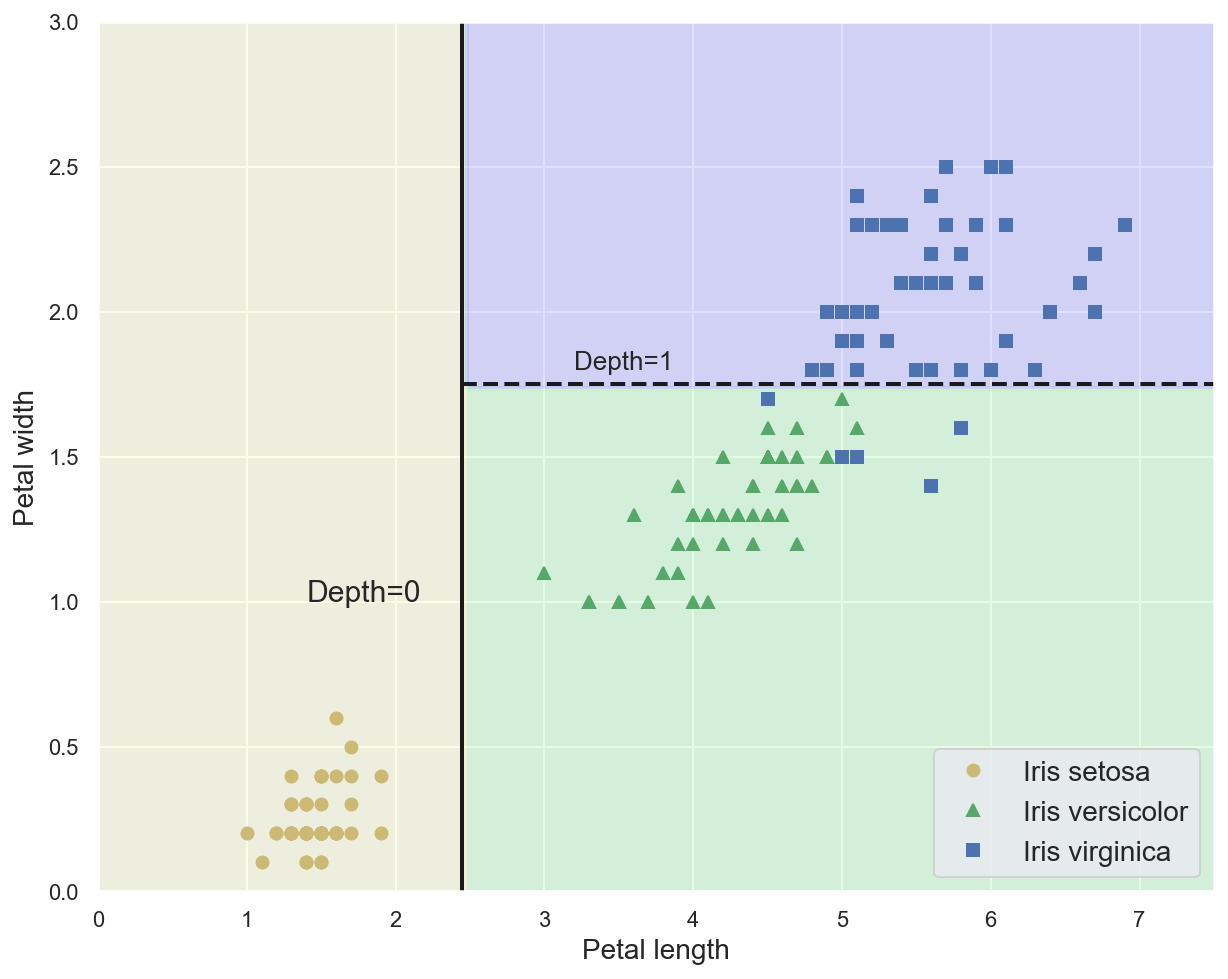 3.0
2.5
2.0
1.5
1.0
0.5
0.0
Petal width
Depth=1
Depth=0
Iris setosa
Iris versicolor
Iris virginica
0 1 2 3 4 5 6 7
Petal length